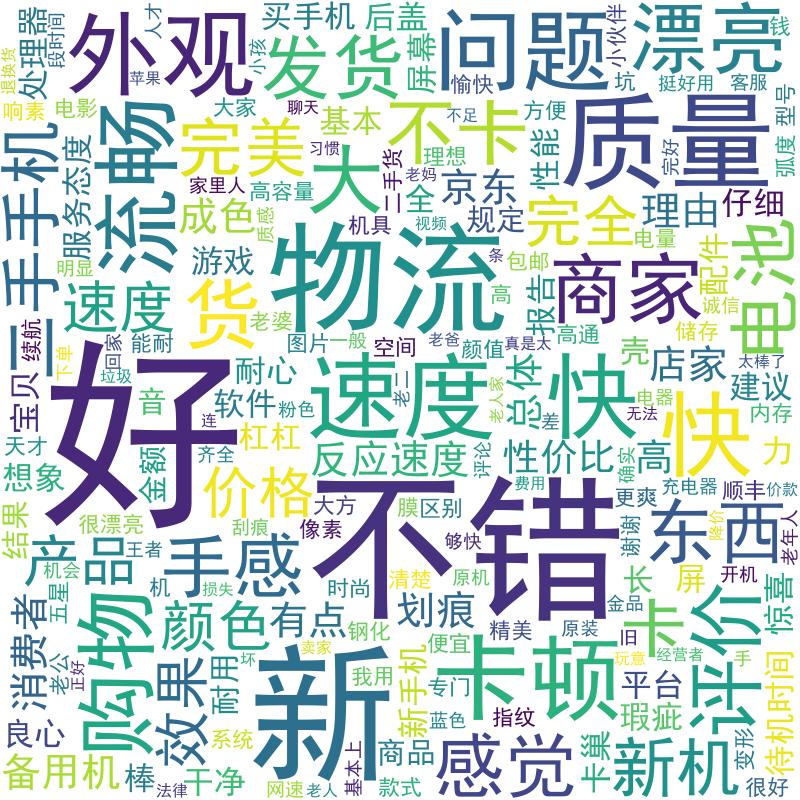 好
不错
新
物流
速度
快
快
质量
问题
外观
流畅
二手手机
购物
卡顿
评价
东西
商家
电池
漂亮
发货
完美
不卡
大
货
速度
价格
手感
产品
颜色
效果
感觉
新机
卡
完全
理由
仔细
配件
京东
规定
报告
性能
理想
基本
屏幕
后盖
买手机
处理器
服务态度
成色
游戏
耐心
软件
杠杠
反应速度
总体
性价比
高
店家
建议
壳
力
内存
宝贝
续航
想象
金额
音
结果
消费者
良心
备用机
棒
干净
耐用
有点
划痕
新手机
商品
款式
平台
瑕疵
指纹
卡巢
变形
很好
待机时间
惊喜
屏
长
谢谢
更爽
顺丰
价款
充电器
老年人
开机
降价
确实
费用
无法
电器
太棒了
差
评论
老人家
老二
颜值
高通
真是太
老爸
空间
图片
一般
粉色
能耐
老婆
回家
垃圾
下单
天才
连
齐全
很漂亮
刮痕
大方
像素
膜
区别
够快
原机
清楚
时尚
王者
机会
机
损失
五星
老公
正好
坏
钢化
便宜
精美
原装
旧
金品
卖家
我用
专门
蓝色
玩意
经营者
手
系统
网速
老人
基本上
法律
储存
诚信
包邮
电量
条
高
视频
机具
质感
高容量
家里人
习惯
老妈
二手货
全
聊天
大家
不足
方便
愉快
小伙伴
坑
挺好用
客服
钱
型号
弧度
完好
小孩
苹果
人才
段时间
退换货
电影
明显